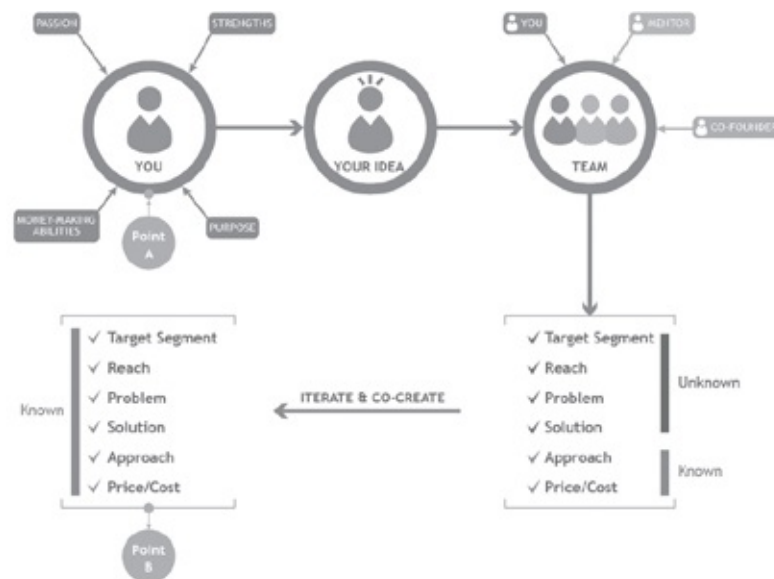 PASSION
STRENGTHS
YOU
MENTOR
CO-FOUNDER
YOU
YOUR IDEA
TEAM
MONEY-MAKING
ABILITIES
Point
A
PURPOSE
Target Segment
Reach
Problem
Solution
Approach
Price/Cost
Known
ITERATE & CO-CREATE
Target Segment
Reach
Problem
Solution
Approach
Price/Cost
Unknown
Known
Point
B